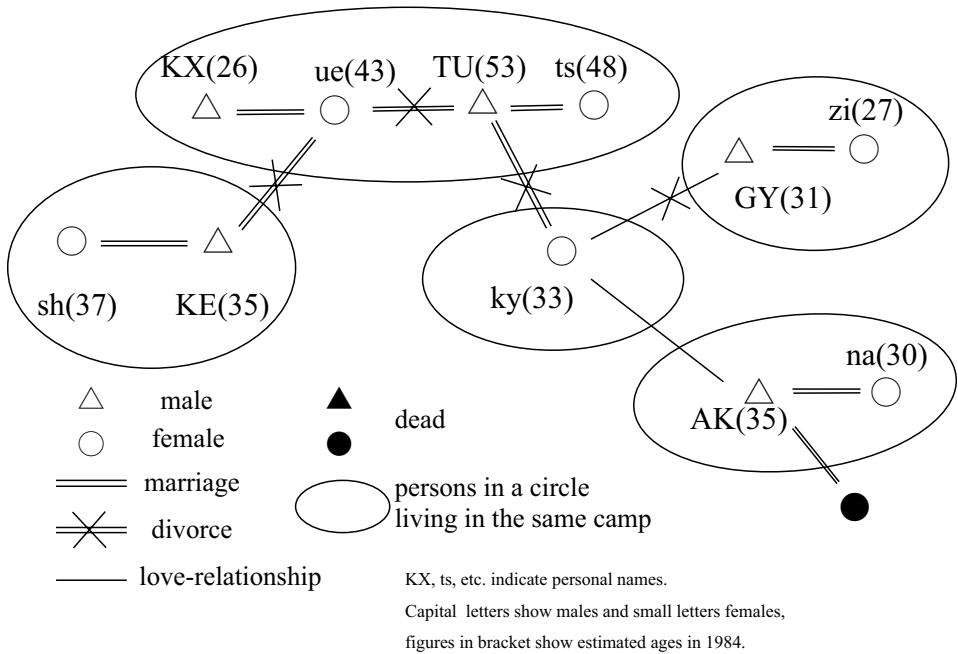 KX(26)
ue(43)
TU(53)
ts(48)
zi(27)
GY(31)
sh(37)
KE(35)
ky(33)
na(30)
AK(35)
male
female
marriage
divorce
love-relationship
dead
persons in a circle
living in the same camp
KX, ts, etc. indicate personal names.
Capital letters show males and small letters females,
figures in bracket show estimated ages in 1984.